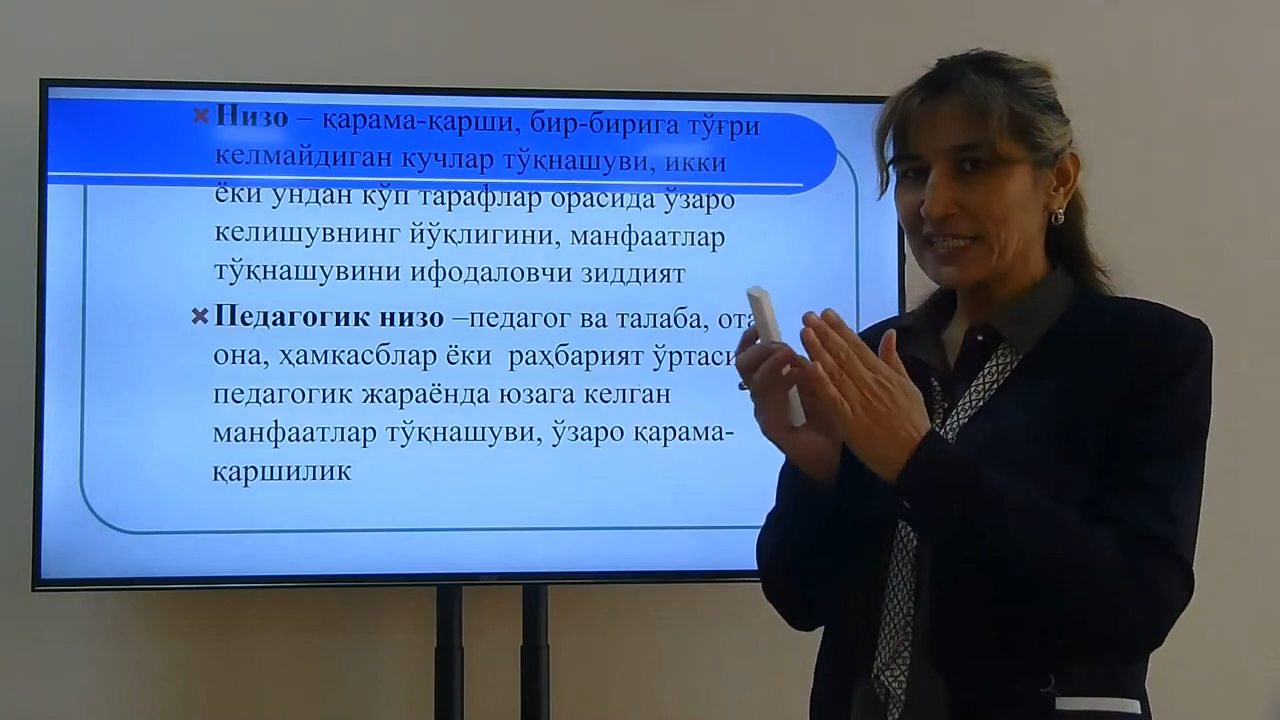 Низо – қарама-қарши, бир-бирига тўғри
келмайдиган кучлар тўқнашуви, икки
ёки ундан кўп тарафлар орасида ўзаро
келишувнинг йўқлигини, манфаатлар
тўқнашувини ифодаловчи зиддият
Педагогик низо –педагог ва талаба, ота
она, ҳамкасблар ёки раҳбарият ўртаси
педагогик жараёнда юзага келган
манфаатлар тўқнашуви, ўзаро қарама-
қаршилик